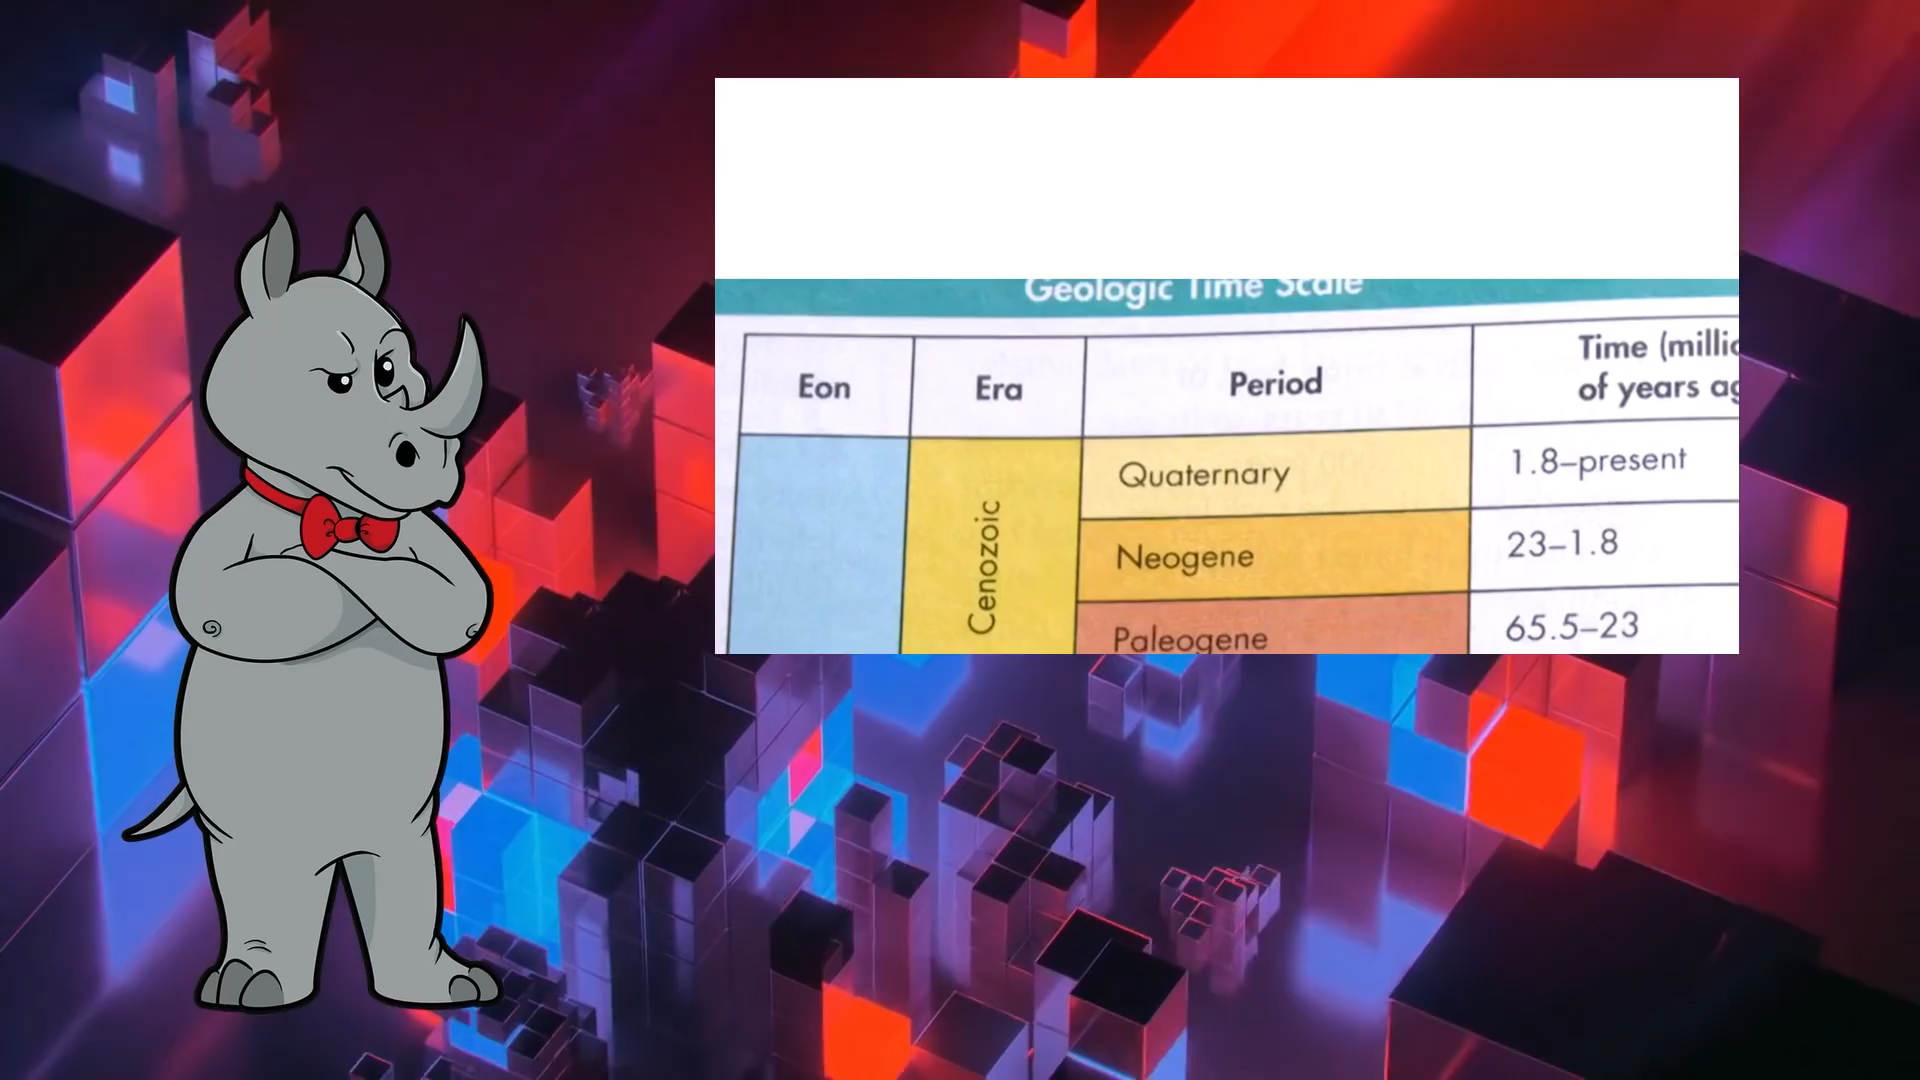 Geologic Time Scale
Eon Era Period Time (millio
of years ag
Cenozoic
Quaternary 1.8–present
Neogene 23–1.8
Paleogene 65.5–23